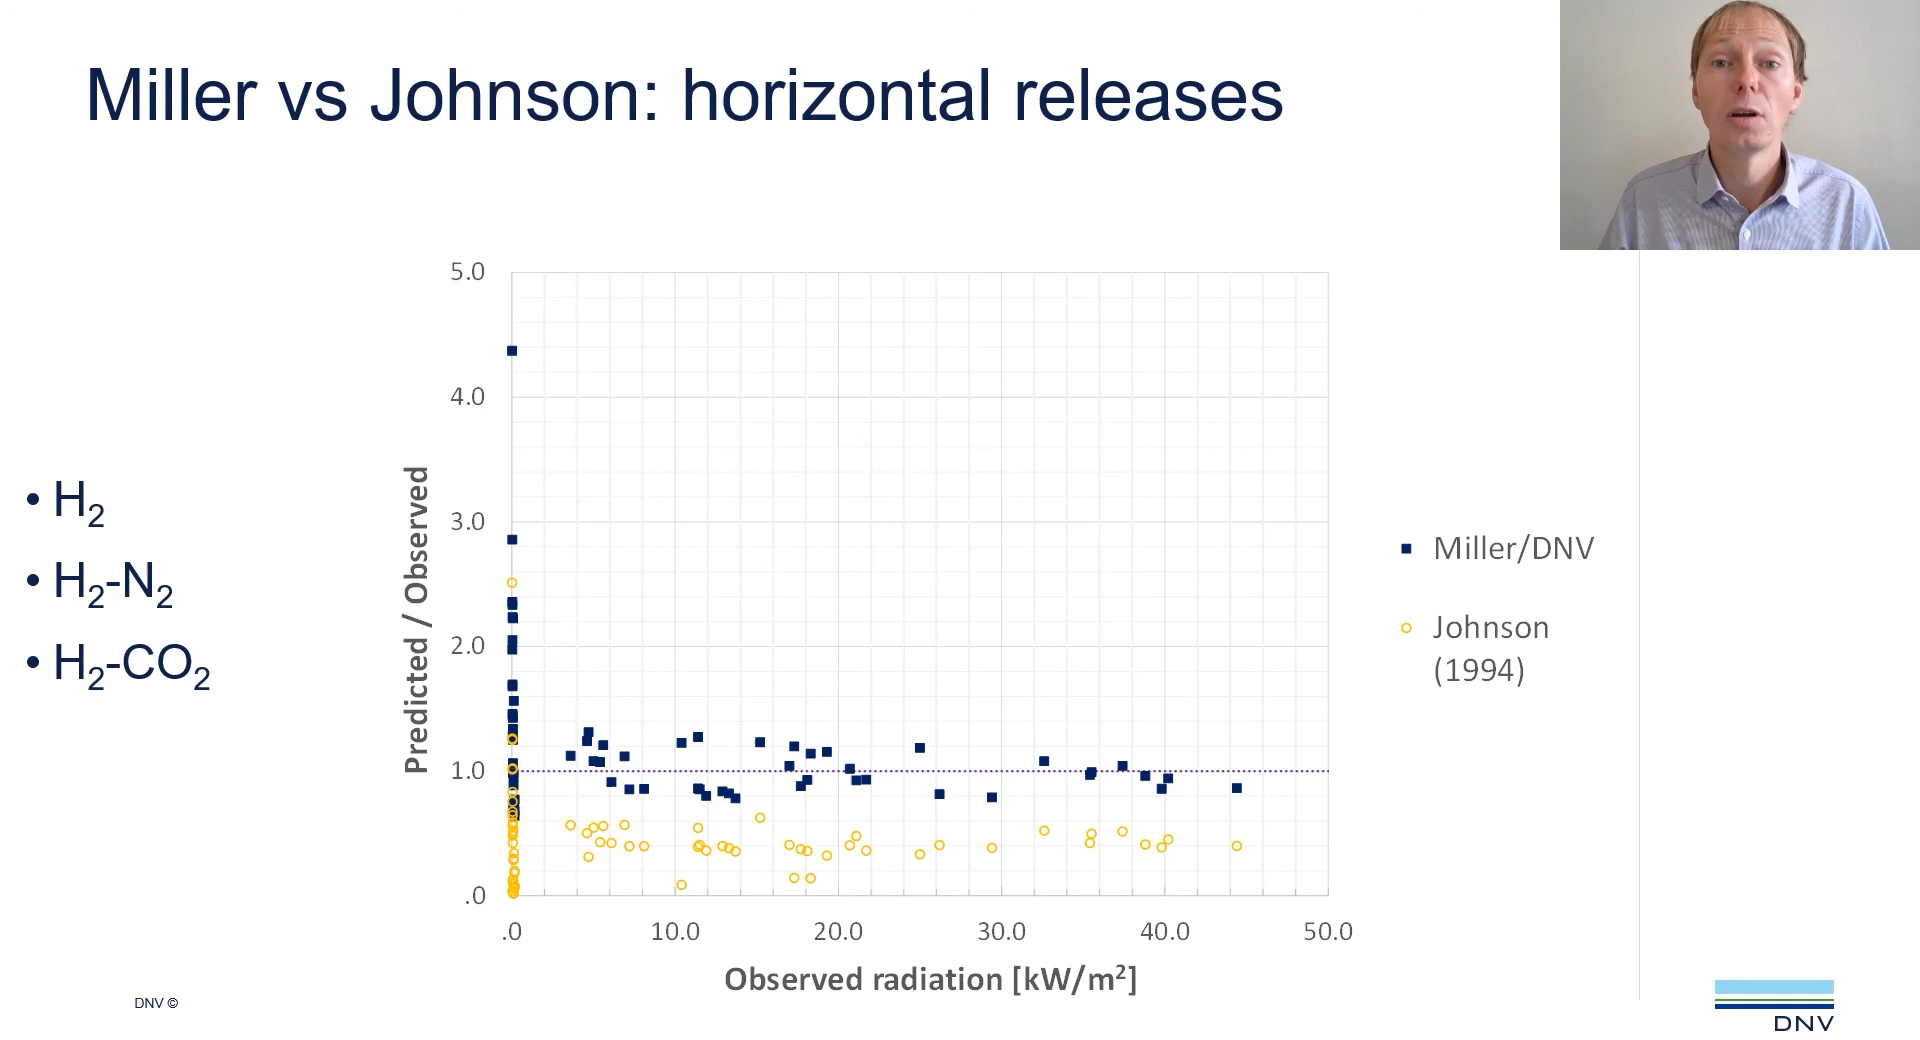 Miller vs Johnson: horizontal releases
• H₂
• H₂-N₂
• H₂-CO₂
5.0
4.0
3.0
2.0
1.0
.0
Predicted / Observed
.0 10.0 20.0 30.0 40.0 50.0
Observed radiation [kW/m²]
Miller/DNV
Johnson
(1994)
DNV ©
DNV